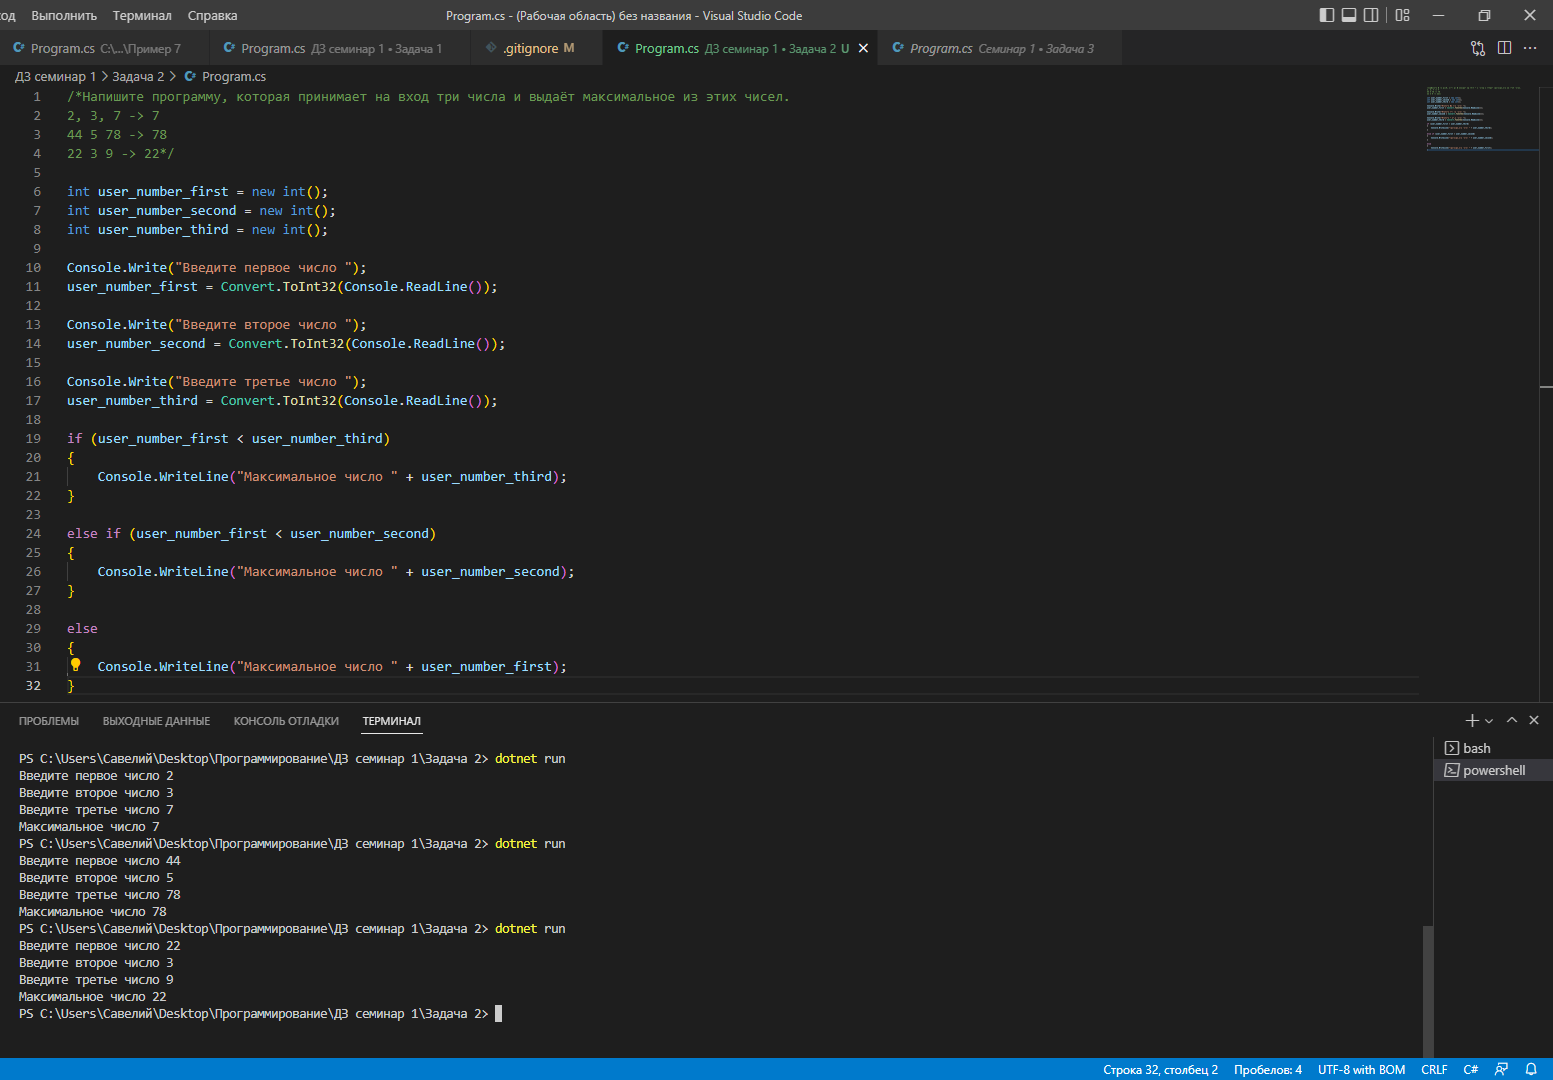 од Выполнить Терминал Справка Program.cs - (Рабочая область) без названия - Visual Studio Code
Program.cs C:\...\Пример 7 Program.cs ДЗ семинар 1 • Задача 1 .gitignore M Program.cs ДЗ семинар 1 • Задача 2 U Program.cs Семинар 1 • Задача 3
ДЗ семинар 1 > Задача 2 > Program.cs
1 /*Напишите программу, которая принимает на вход три числа и выдаёт максимальное из этих чисел.
2 2, 3, 7 -> 7
3 44 5 78 -> 78
4 22 3 9 -> 22*/
5
6 int user_number_first = new int();
7 int user_number_second = new int();
8 int user_number_third = new int();
9
10 Console.Write("Введите первое число ");
11 user_number_first = Convert.ToInt32(Console.ReadLine());
12
13 Console.Write("Введите второе число ");
14 user_number_second = Convert.ToInt32(Console.ReadLine());
15
16 Console.Write("Введите третье число ");
17 user_number_third = Convert.ToInt32(Console.ReadLine());
18
19 if (user_number_first < user_number_third)
20 {
21 Console.WriteLine("Максимальное число " + user_number_third);
22 }
23
24 else if (user_number_first < user_number_second)
25 {
26 Console.WriteLine("Максимальное число " + user_number_second);
27 }
28
29 else
30 {
31 Console.WriteLine("Максимальное число " + user_number_first);
32 }
ПРОБЛЕМЫ ВЫХОДНЫЕ ДАННЫЕ КОНСОЛЬ ОТЛАДКИ ТЕРМИНАЛ
bash
powershell
PS C:\Users\Савелий\Desktop\Программирование\ДЗ семинар 1\Задача 2> dotnet run
Введите первое число 2
Введите второе число 3
Введите третье число 7
Максимальное число 7
PS C:\Users\Савелий\Desktop\Программирование\ДЗ семинар 1\Задача 2> dotnet run
Введите первое число 44
Введите второе число 5
Введите третье число 78
Максимальное число 78
PS C:\Users\Савелий\Desktop\Программирование\ДЗ семинар 1\Задача 2> dotnet run
Введите первое число 22
Введите второе число 3
Введите третье число 9
Максимальное число 22
PS C:\Users\Савелий\Desktop\Программирование\ДЗ семинар 1\Задача 2>
Строка 32, столбец 2 Пробелов: 4 UTF-8 with BOM CRLF C#